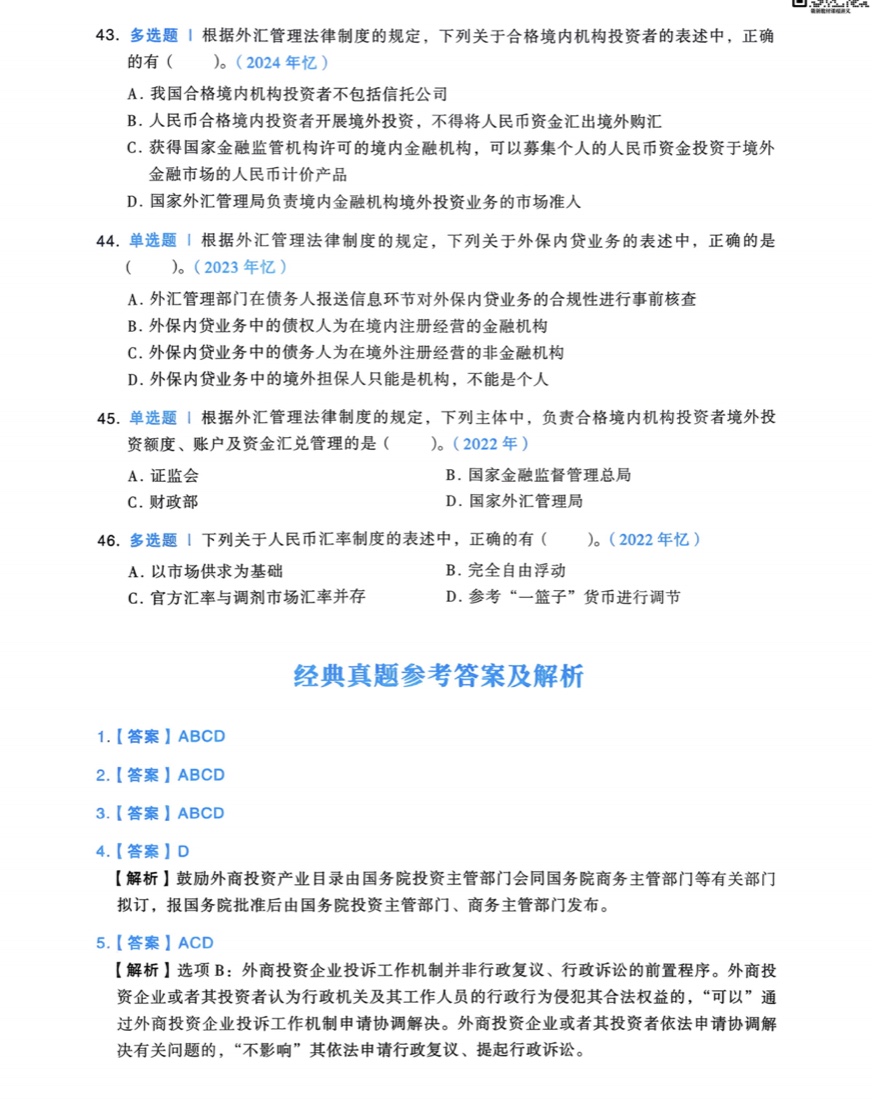 43. 多选题 | 根据外汇管理法律制度的规定，下列关于合格境内机构投资者的表述中，正确
的有（ ）。（2024 年忆）
A. 我国合格境内机构投资者不包括信托公司
B. 人民币合格境内投资者开展境外投资，不得将人民币资金汇出境外购汇
C. 获得国家金融监管机构许可的境内金融机构，可以募集个人的人民币资金投资于境外
金融市场的人民币计价产品
D. 国家外汇管理局负责境内金融机构境外投资业务的市场准入
44. 单选题 | 根据外汇管理法律制度的规定，下列关于外保内贷业务的表述中，正确的是
（ ）。（2023 年忆）
A. 外汇管理部门在债务人报送信息环节对外保内贷业务的合规性进行事前核查
B. 外保内贷业务中的债权人为在境内注册经营的金融机构
C. 外保内贷业务中的债务人为在境外注册经营的非金融机构
D. 外保内贷业务中的境外担保人只能是机构，不能是个人
45. 单选题 | 根据外汇管理法律制度的规定，下列主体中，负责合格境内机构投资者境外投
资额度、账户及资金汇兑管理的是（ ）。（2022 年）
A. 证监会 B. 国家金融监督管理总局
C. 财政部 D. 国家外汇管理局
46. 多选题 | 下列关于人民币汇率制度的表述中，正确的有（ ）。（2022 年忆）
A. 以市场供求为基础 B. 完全自由浮动
C. 官方汇率与调剂市场汇率并存 D. 参考“一篮子”货币进行调节
经典真题参考答案及解析
1.【答案】ABCD
2.【答案】ABCD
3.【答案】ABCD
4.【答案】D
【解析】鼓励外商投资产业目录由国务院投资主管部门会同国务院商务主管部门等有关部门
拟订，报国务院批准后由国务院投资主管部门、商务主管部门发布。
5.【答案】ACD
【解析】选项 B：外商投资企业投诉工作机制并非行政复议、行政诉讼的前置程序。外商投
资企业或者其投资者认为行政机关及其工作人员的行政行为侵犯其合法权益的，“可以”通
过外商投资企业投诉工作机制申请协调解决。外商投资企业或者其投资者依法申请协调解
决有关问题的，“不影响”其依法申请行政复议、提起行政诉讼。